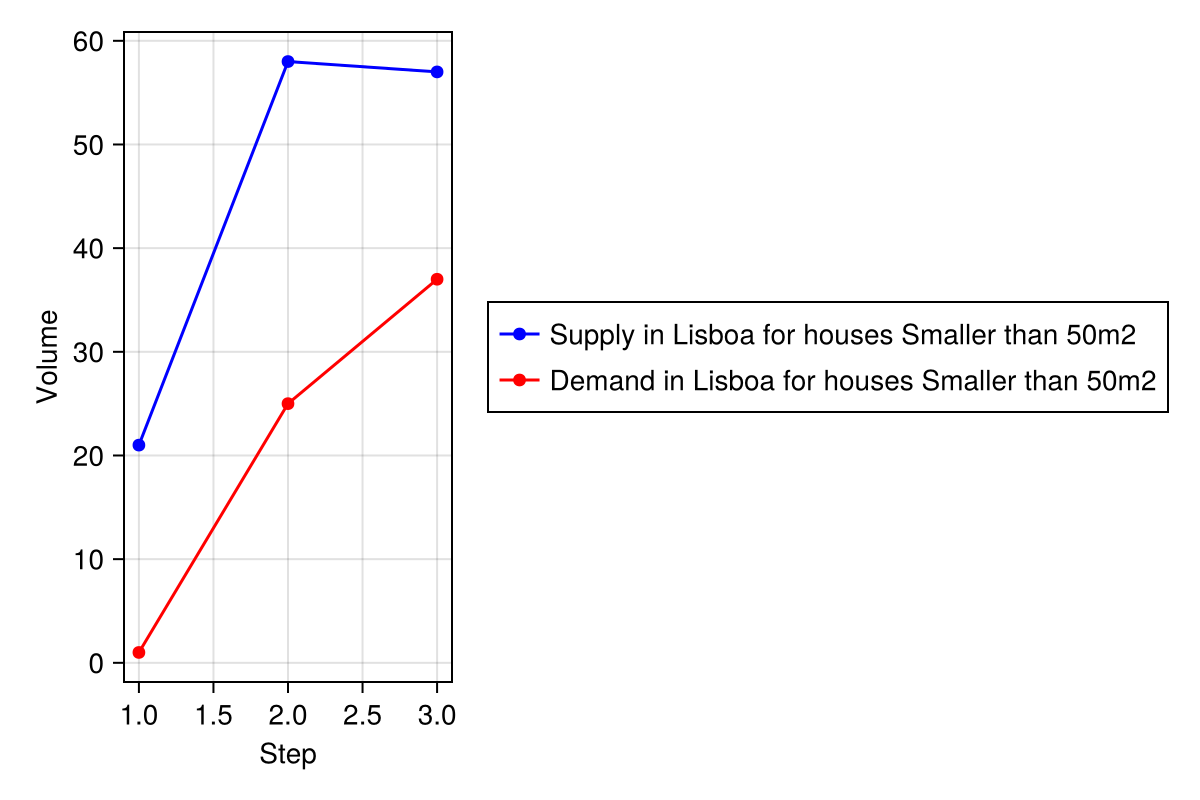 60
50
40
30
20
10
0
Volume
1.0 1.5 2.0 2.5 3.0
Step
Supply in Lisboa for houses Smaller than 50m2
Demand in Lisboa for houses Smaller than 50m2